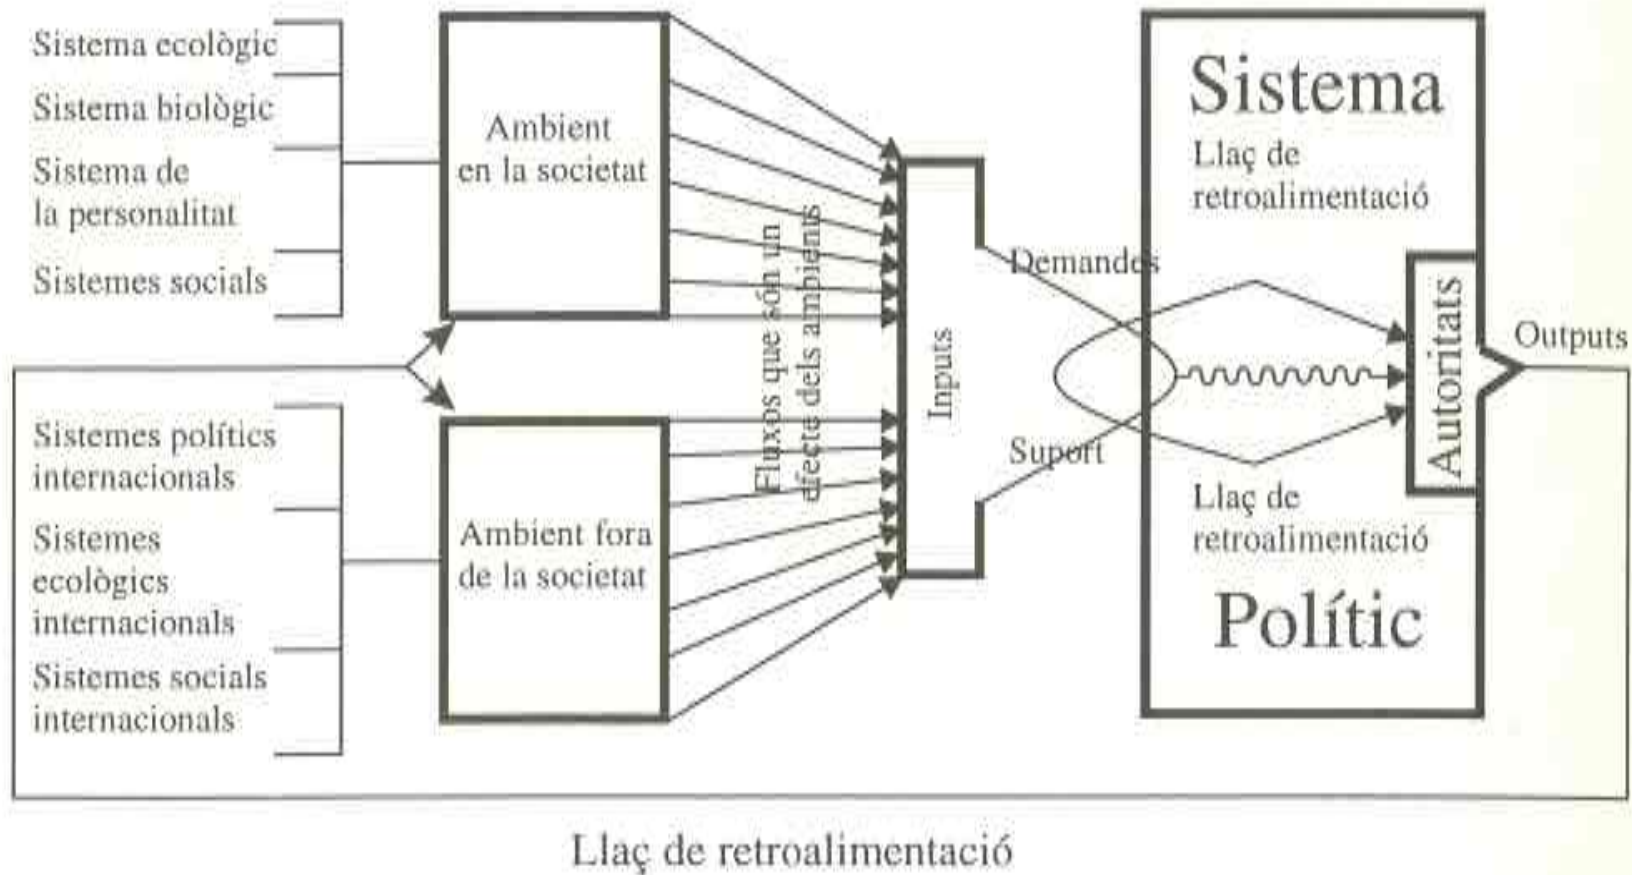 Sistema ecològic
Sistema biològic
Sistema de
la personalitat
Sistemes socials
Sistemes polítics
internacionals
Sistemes
ecològics
internacionals
Sistemes socials
internacionals
Ambient
en la societat
Ambient fora
de la societat
Fluxos que són un
efecte dels ambients
Inputs
Demandes
Suport
Sistema
Llaç de
retroalimentació
Autoritats
Llaç de
retroalimentació
Polític
Outputs
Llaç de retroalimentació